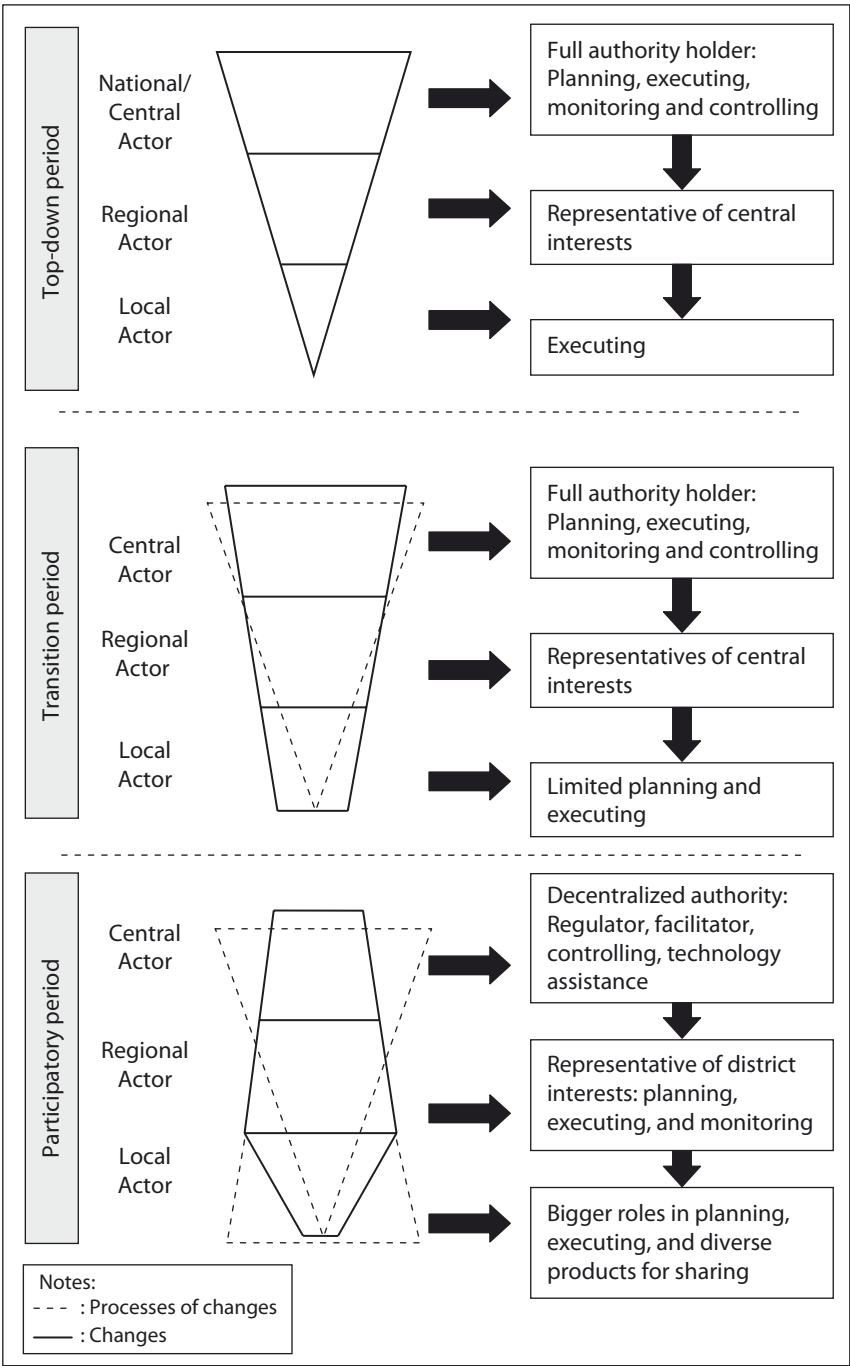 Top-down period
National/
Central
Actor
Full authority holder:
Planning, executing,
monitoring and controlling
Regional
Actor
Representative of central
interests
Local
Actor
Executing
Transition period
Central
Actor
Full authority holder:
Planning, executing,
monitoring and controlling
Regional
Actor
Representatives of central
interests
Local
Actor
Limited planning and
executing
Participatory period
Central
Actor
Decentralized authority:
Regulator, facilitator,
controlling, technology
assistance
Regional
Actor
Representative of district
interests: planning,
executing, and monitoring
Local
Actor
Bigger roles in planning,
executing, and diverse
products for sharing
Notes:
: Processes of changes
: Changes